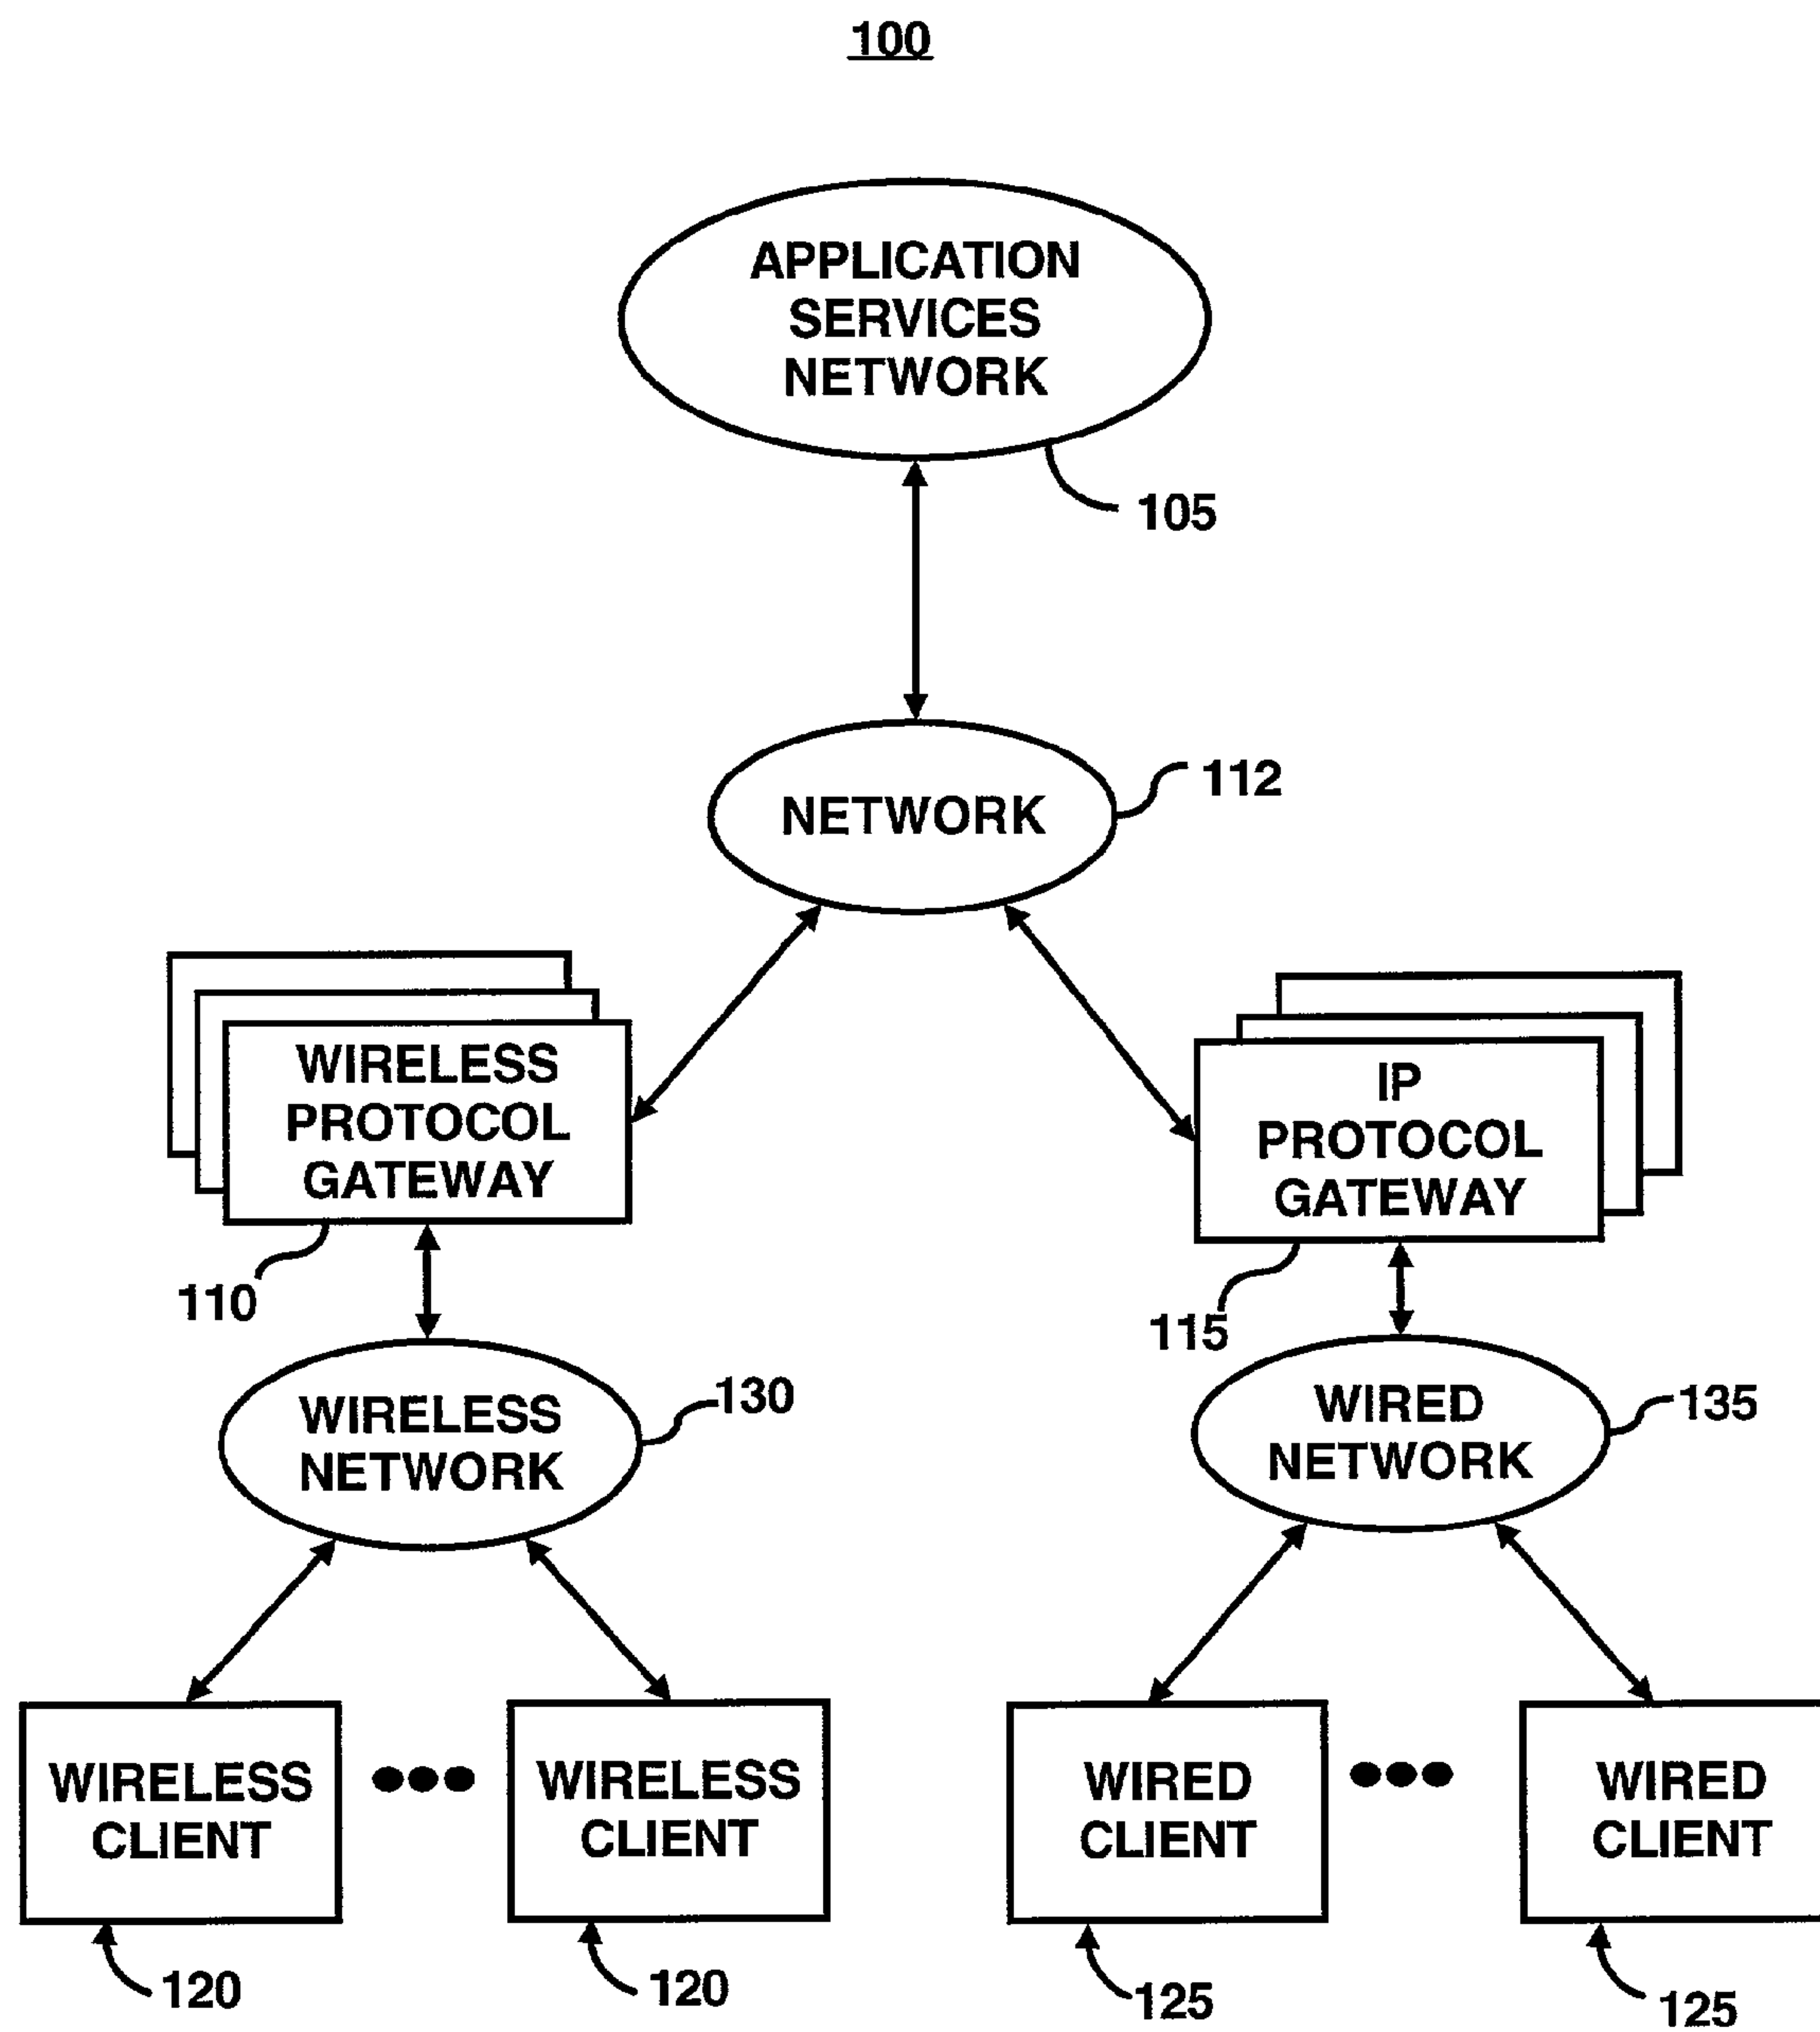 100
APPLICATION
SERVICES
NETWORK
105
NETWORK
112
WIRELESS
PROTOCOL
GATEWAY
110
IP
PROTOCOL
GATEWAY
115
WIRELESS
NETWORK
130
WIRED
NETWORK
135
WIRELESS
CLIENT
WIRELESS
CLIENT
WIRED
CLIENT
WIRED
CLIENT
120
120
125
125